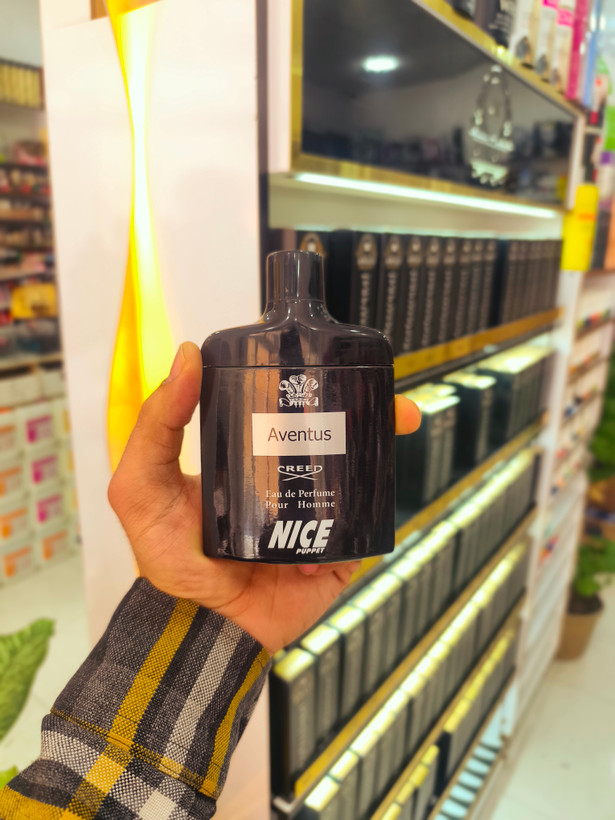 Aventus
CREED
Eau de Perfume
Pour Homme
NICE
PUPPET